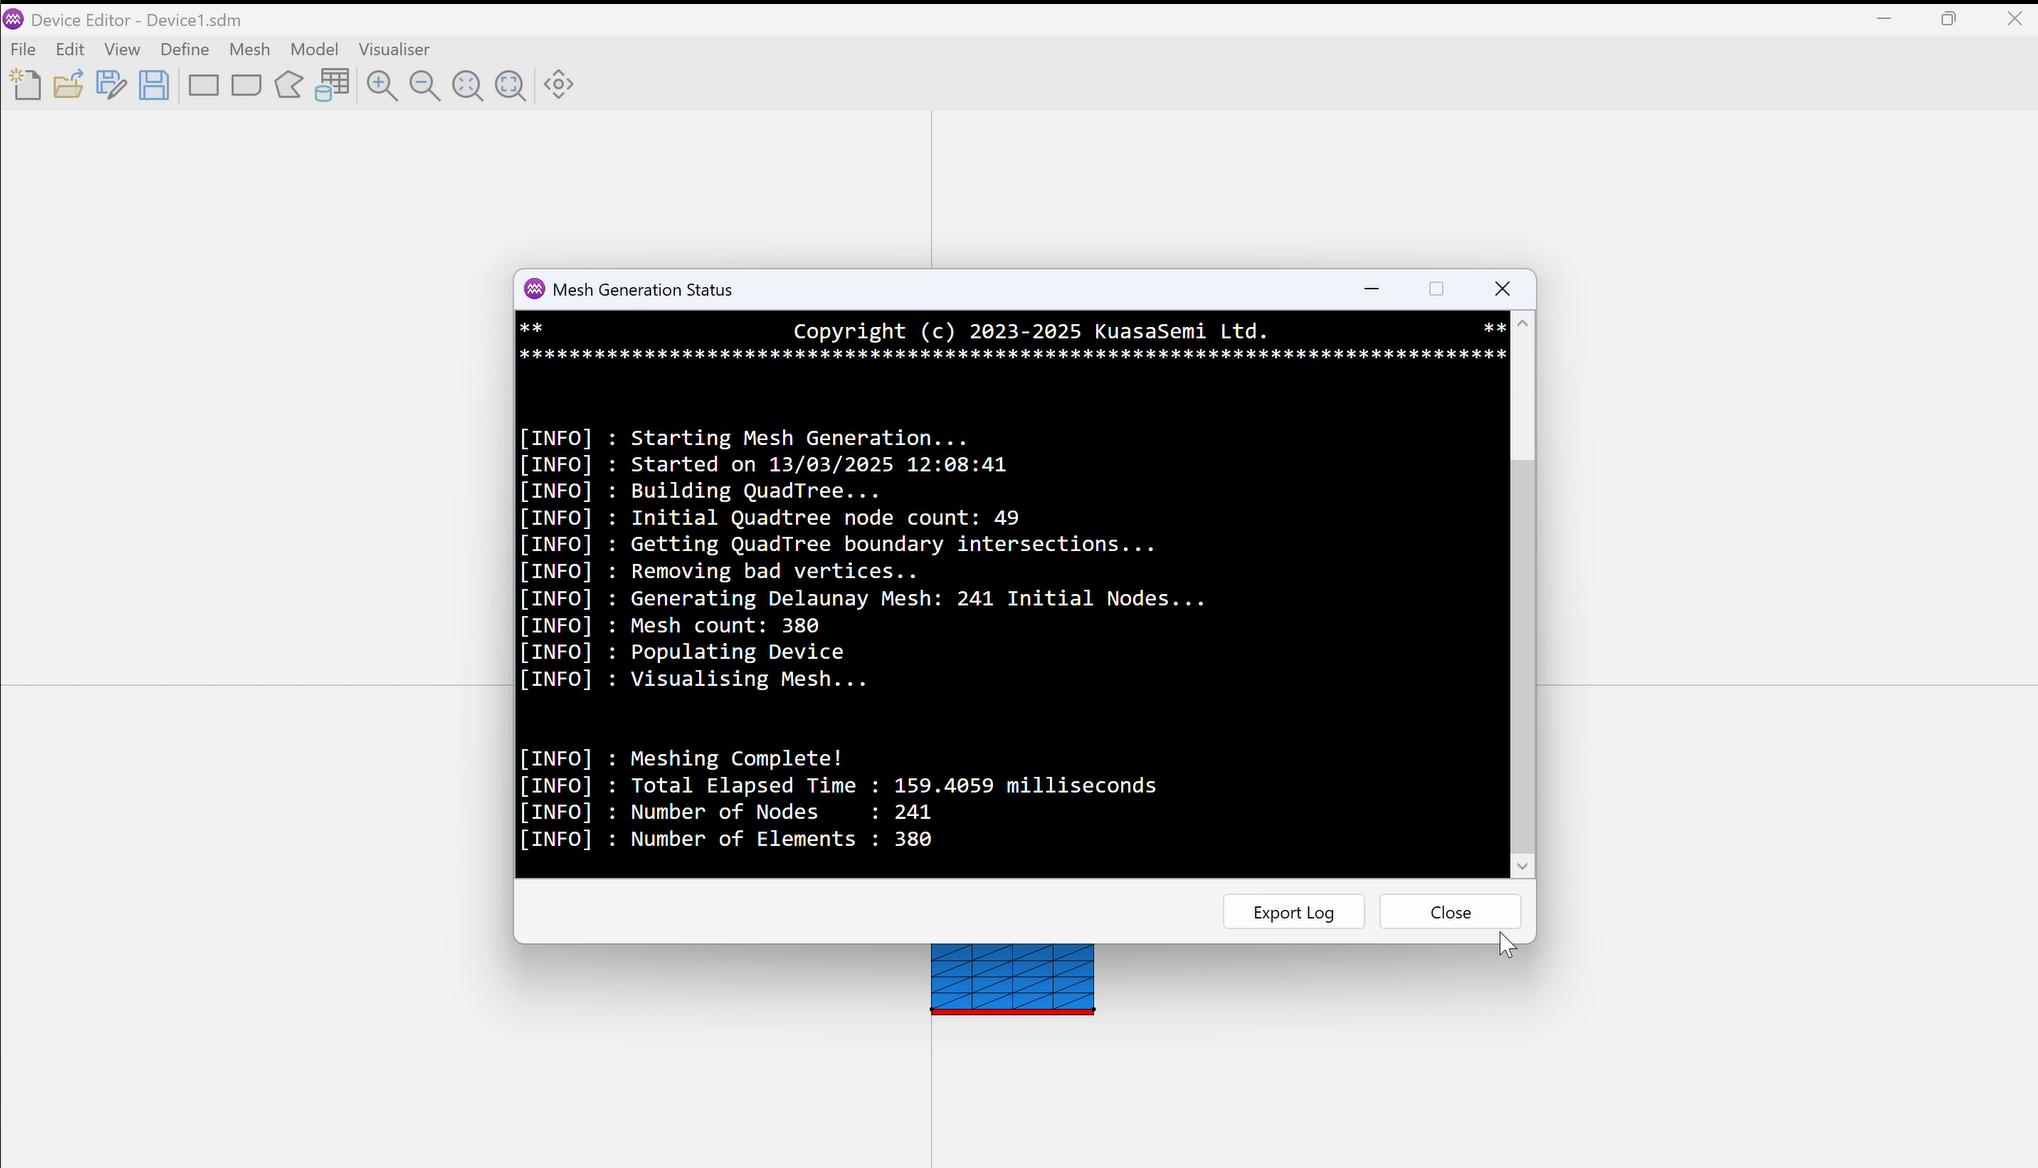 Device Editor - Device1.sdm
File Edit View Define Mesh Model Visualiser
Mesh Generation Status
** Copyright (c) 2023-2025 KuasaSemi Ltd. **
*******************************************************************************
[INFO] : Starting Mesh Generation...
[INFO] : Started on 13/03/2025 12:08:41
[INFO] : Building QuadTree...
[INFO] : Initial Quadtree node count: 49
[INFO] : Getting QuadTree boundary intersections...
[INFO] : Removing bad vertices..
[INFO] : Generating Delaunay Mesh: 241 Initial Nodes...
[INFO] : Mesh count: 380
[INFO] : Populating Device
[INFO] : Visualising Mesh...
[INFO] : Meshing Complete!
[INFO] : Total Elapsed Time : 159.4059 milliseconds
[INFO] : Number of Nodes    : 241
[INFO] : Number of Elements : 380
Export Log Close